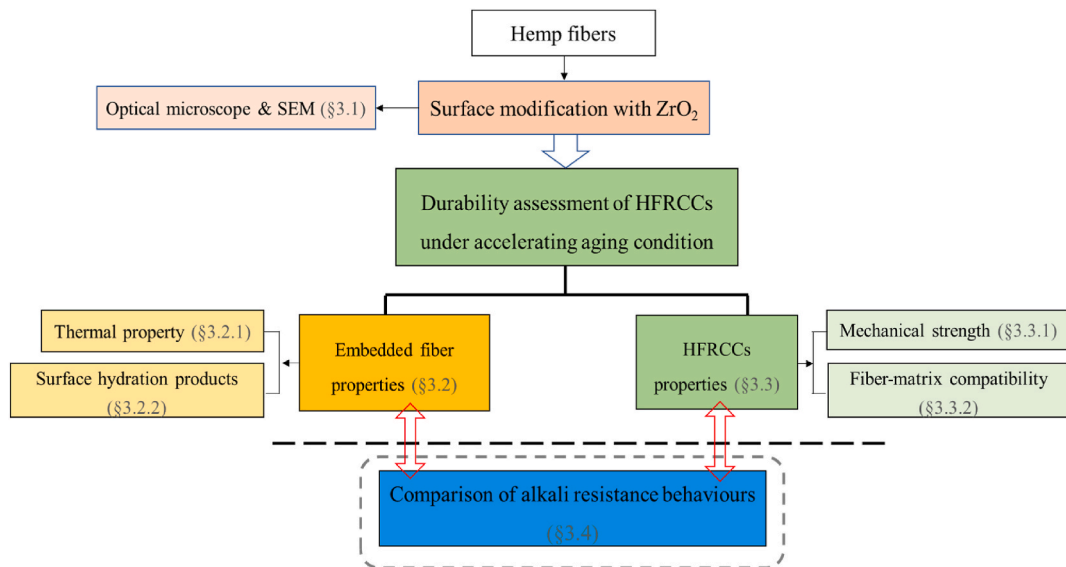 Hemp fibers
Optical microscope & SEM (§3.1)
Surface modification with ZrO₂
Durability assessment of HFRCCs
under accelerating aging condition
Thermal property (§3.2.1)
Surface hydration products
(§3.2.2)
Embedded fiber
properties (§3.2)
HFRCCs
properties (§3.3)
Mechanical strength (§3.3.1)
Fiber-matrix compatibility
(§3.3.2)
Comparison of alkali resistance behaviours
(§3.4)